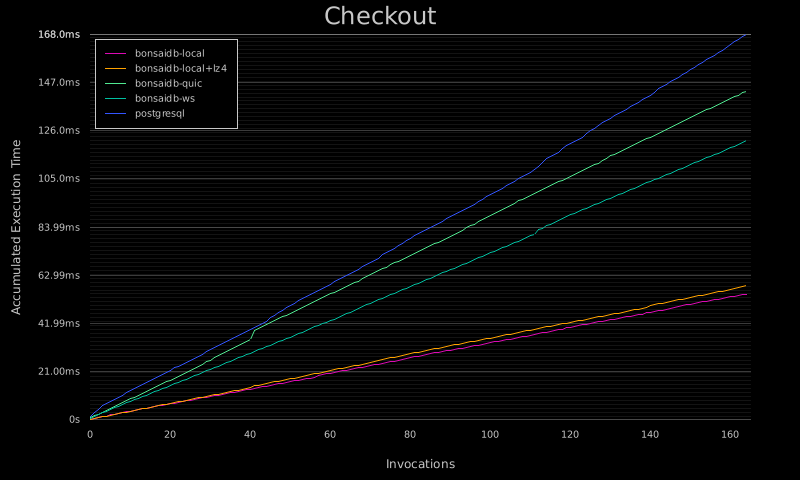 Checkout
168.0ms
147.0ms
126.0ms
105.0ms
83.99ms
62.99ms
41.99ms
21.00ms
0s
bonsaidb-local
bonsaidb-local+lz4
bonsaidb-quic
bonsaidb-ws
postgresql
Accumulated Execution Time
0 20 40 60 80 100 120 140 160
Invocations